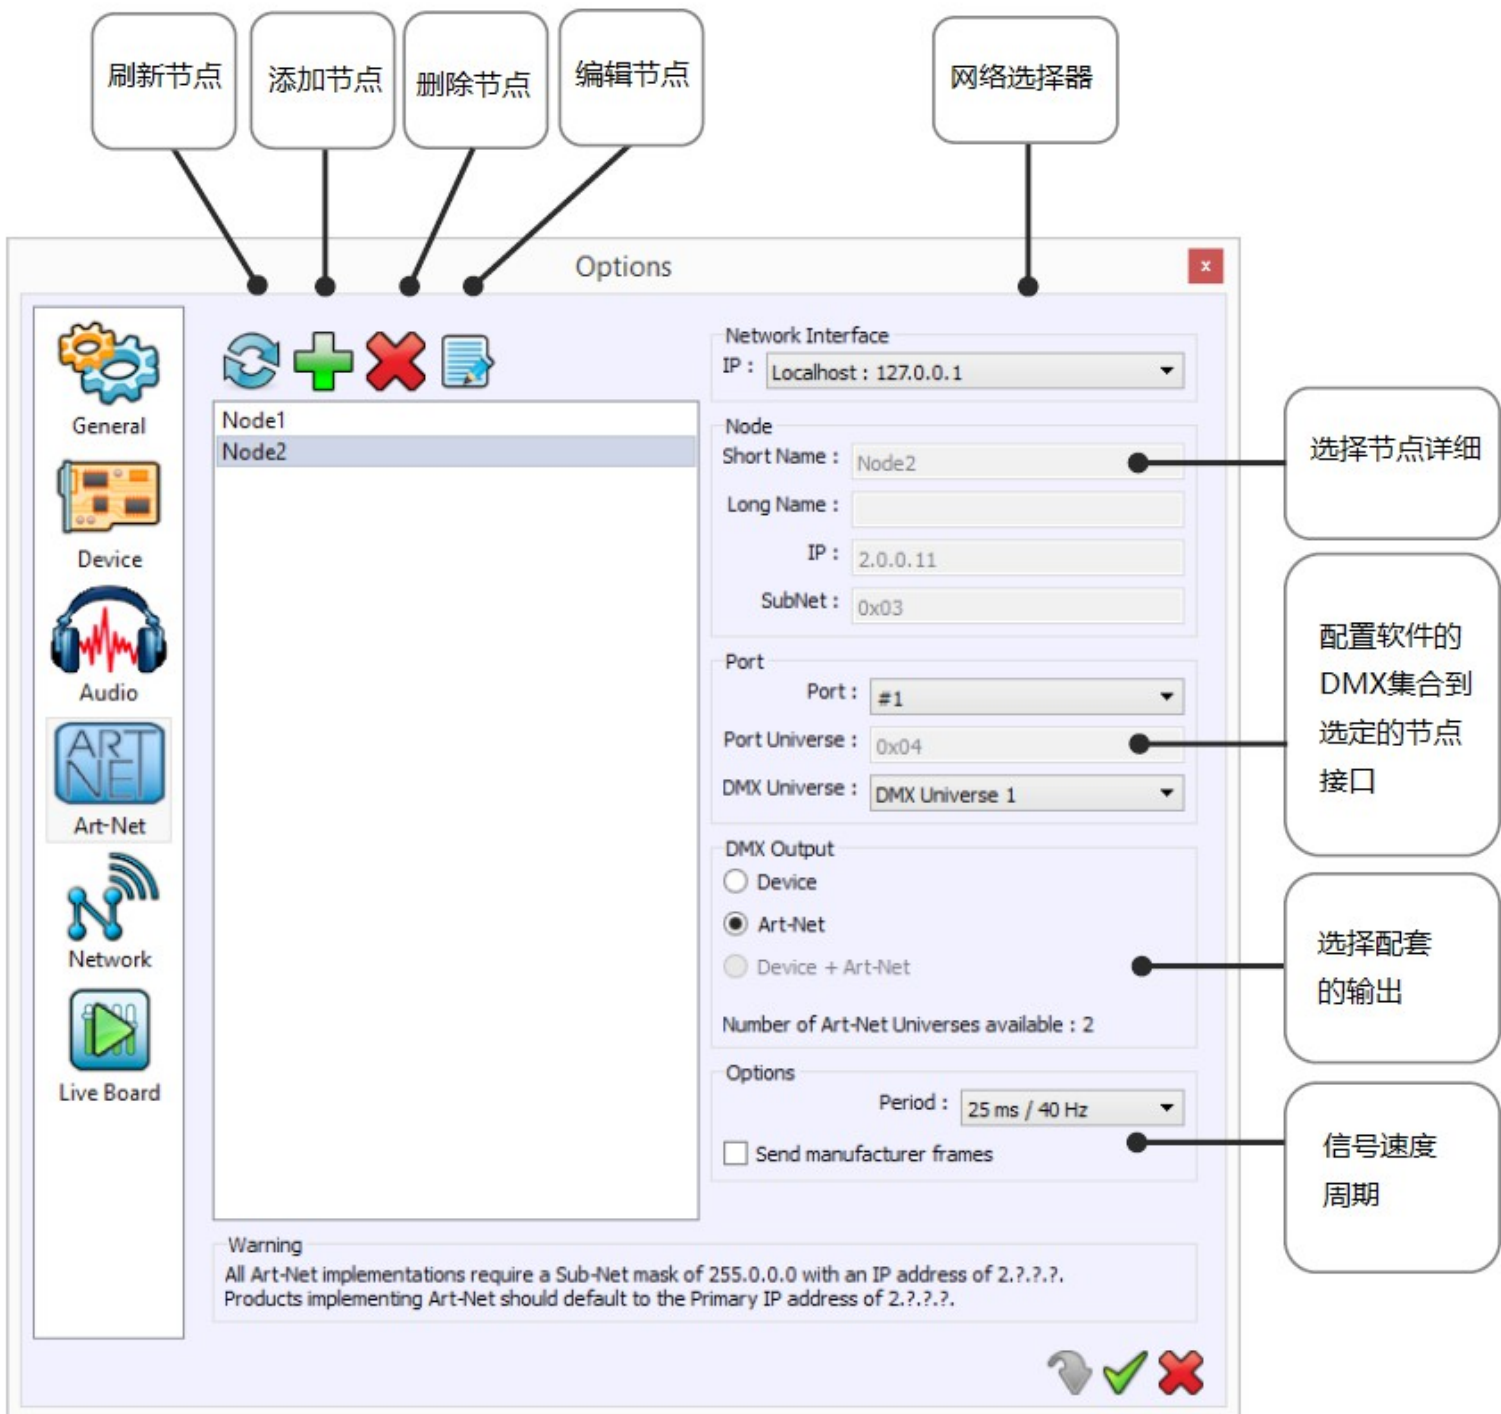 刷新节点
添加节点
删除节点
编辑节点
网络选择器
Options
x
General
Device
Audio
ART
NET
Art-Net
Network
Live Board
Node1
Node2
Network Interface
IP : Localhost : 127.0.0.1
Node
Short Name : Node2
Long Name :
IP : 2.0.0.11
SubNet : 0x03
Port
Port : #1
Port Universe : 0x04
DMX Universe : DMX Universe 1
DMX Output
Device
Art-Net
Device + Art-Net
Number of Art-Net Universes available : 2
Options
Period : 25 ms / 40 Hz
Send manufacturer frames
Warning
All Art-Net implementations require a Sub-Net mask of 255.0.0.0 with an IP address of 2.?.?.?.
Products implementing Art-Net should default to the Primary IP address of 2.?.?.?.
选择节点详细
配置软件的
DMX集合到
选定的节点
接口
选择配套
的输出
信号速度
周期